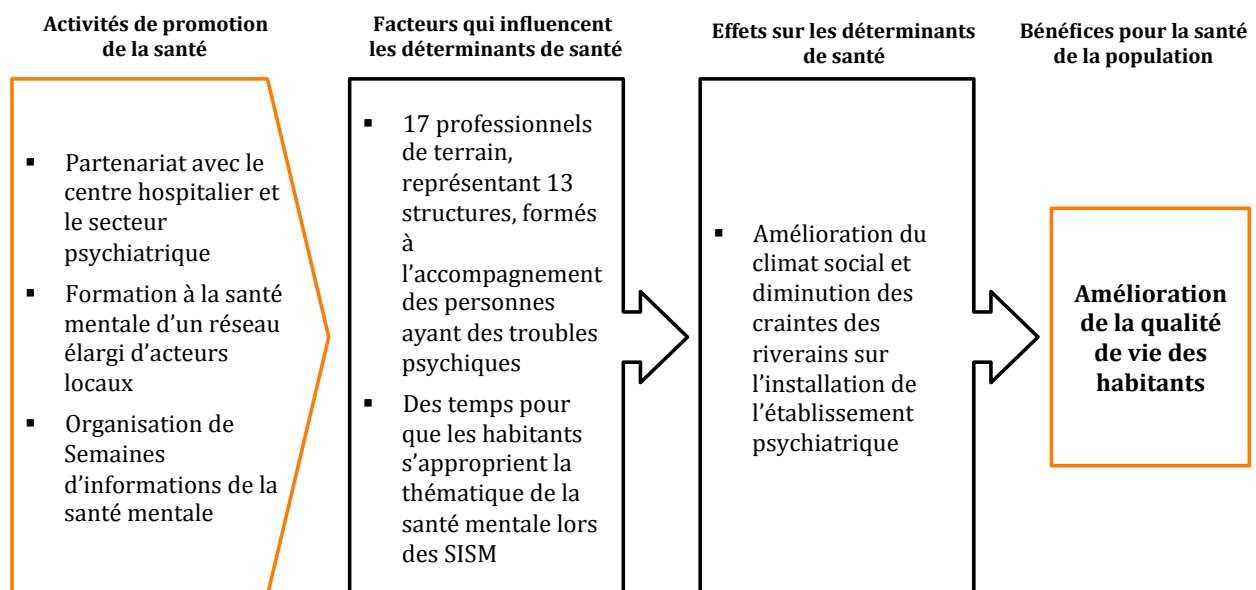 Activités de promotion
de la santé
Facteurs qui influencent
les déterminants de santé
Effets sur les déterminants
de santé
Bénéfices pour la santé
de la population
▪ Partenariat avec le
centre hospitalier et
le secteur
psychiatrique
▪ Formation à la santé
mentale d’un réseau
élargi d’acteurs
locaux
▪ Organisation de
Semaines
d’informations de la
santé mentale
▪ 17 professionnels
de terrain,
représentant 13
structures, formés
à
l’accompagnement
des personnes
ayant des troubles
psychiques
▪ Des temps pour
que les habitants
s’approprient la
thématique de la
santé mentale lors
des SISM
▪ Amélioration du
climat social et
diminution des
craintes des
riverains sur
l’installation de
l’établissement
psychiatrique
Amélioration
de la qualité
de vie des
habitants